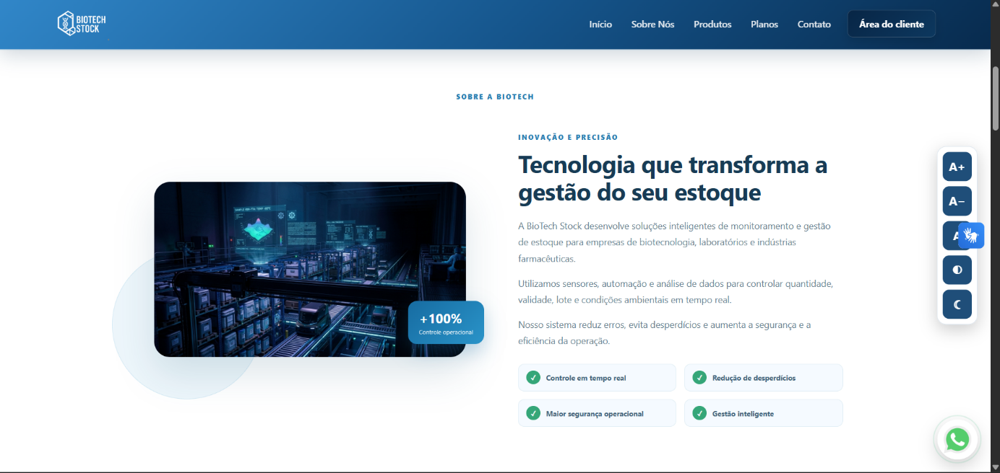 BIOTECH
STOCK
Início
Sobre Nós
Produtos
Planos
Contato
Área do cliente
SOBRE A BIOTECH
INOVAÇÃO E PRECISÃO
Tecnologia que transforma a
gestão do seu estoque
A BioTech Stock desenvolve soluções inteligentes de monitoramento e gestão
de estoque para empresas de biotecnologia, laboratórios e indústrias
farmacêuticas.
Utilizamos sensores, automação e análise de dados para controlar quantidade,
validade, lote e condições ambientais em tempo real.
Nosso sistema reduz erros, evita desperdícios e aumenta a segurança e a
eficiência da operação.
+100%
Controle operacional
Controle em tempo real
Redução de desperdícios
Maior segurança operacional
Gestão inteligente
A+
A−
A